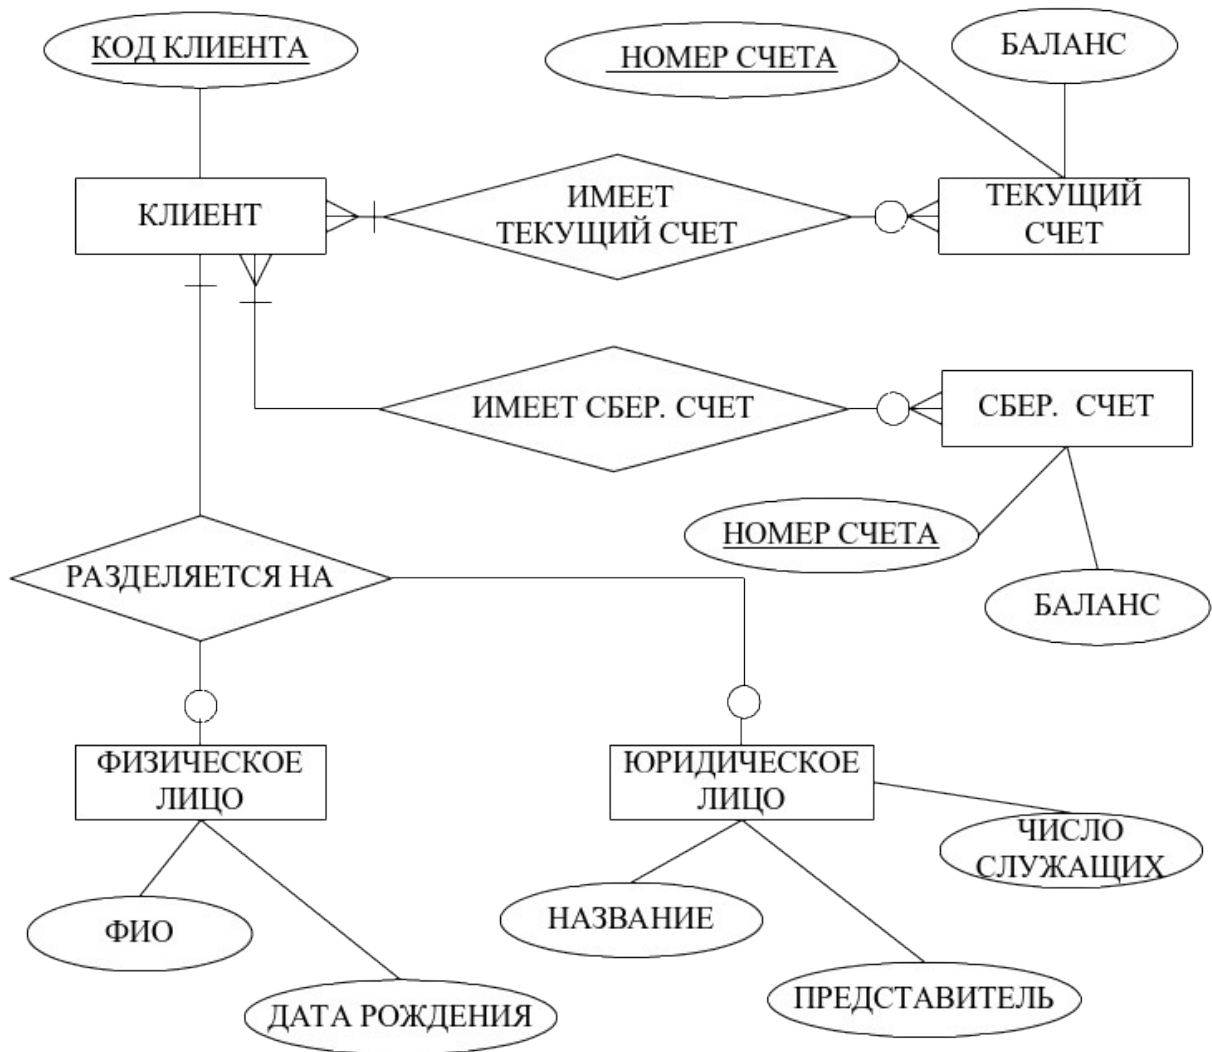 КОД КЛИЕНТА
НОМЕР СЧЕТА
БАЛАНС
КЛИЕНТ
ИМЕЕТ
ТЕКУЩИЙ СЧЕТ
ТЕКУЩИЙ
СЧЕТ
ИМЕЕТ СБЕР. СЧЕТ
СБЕР. СЧЕТ
НОМЕР СЧЕТА
БАЛАНС
РАЗДЕЛЯЕТСЯ НА
ФИЗИЧЕСКОЕ
ЛИЦО
ЮРИДИЧЕСКОЕ
ЛИЦО
ЧИСЛО
СЛУЖАЩИХ
ФИО
НАЗВАНИЕ
ДАТА РОЖДЕНИЯ
ПРЕДСТАВИТЕЛЬ